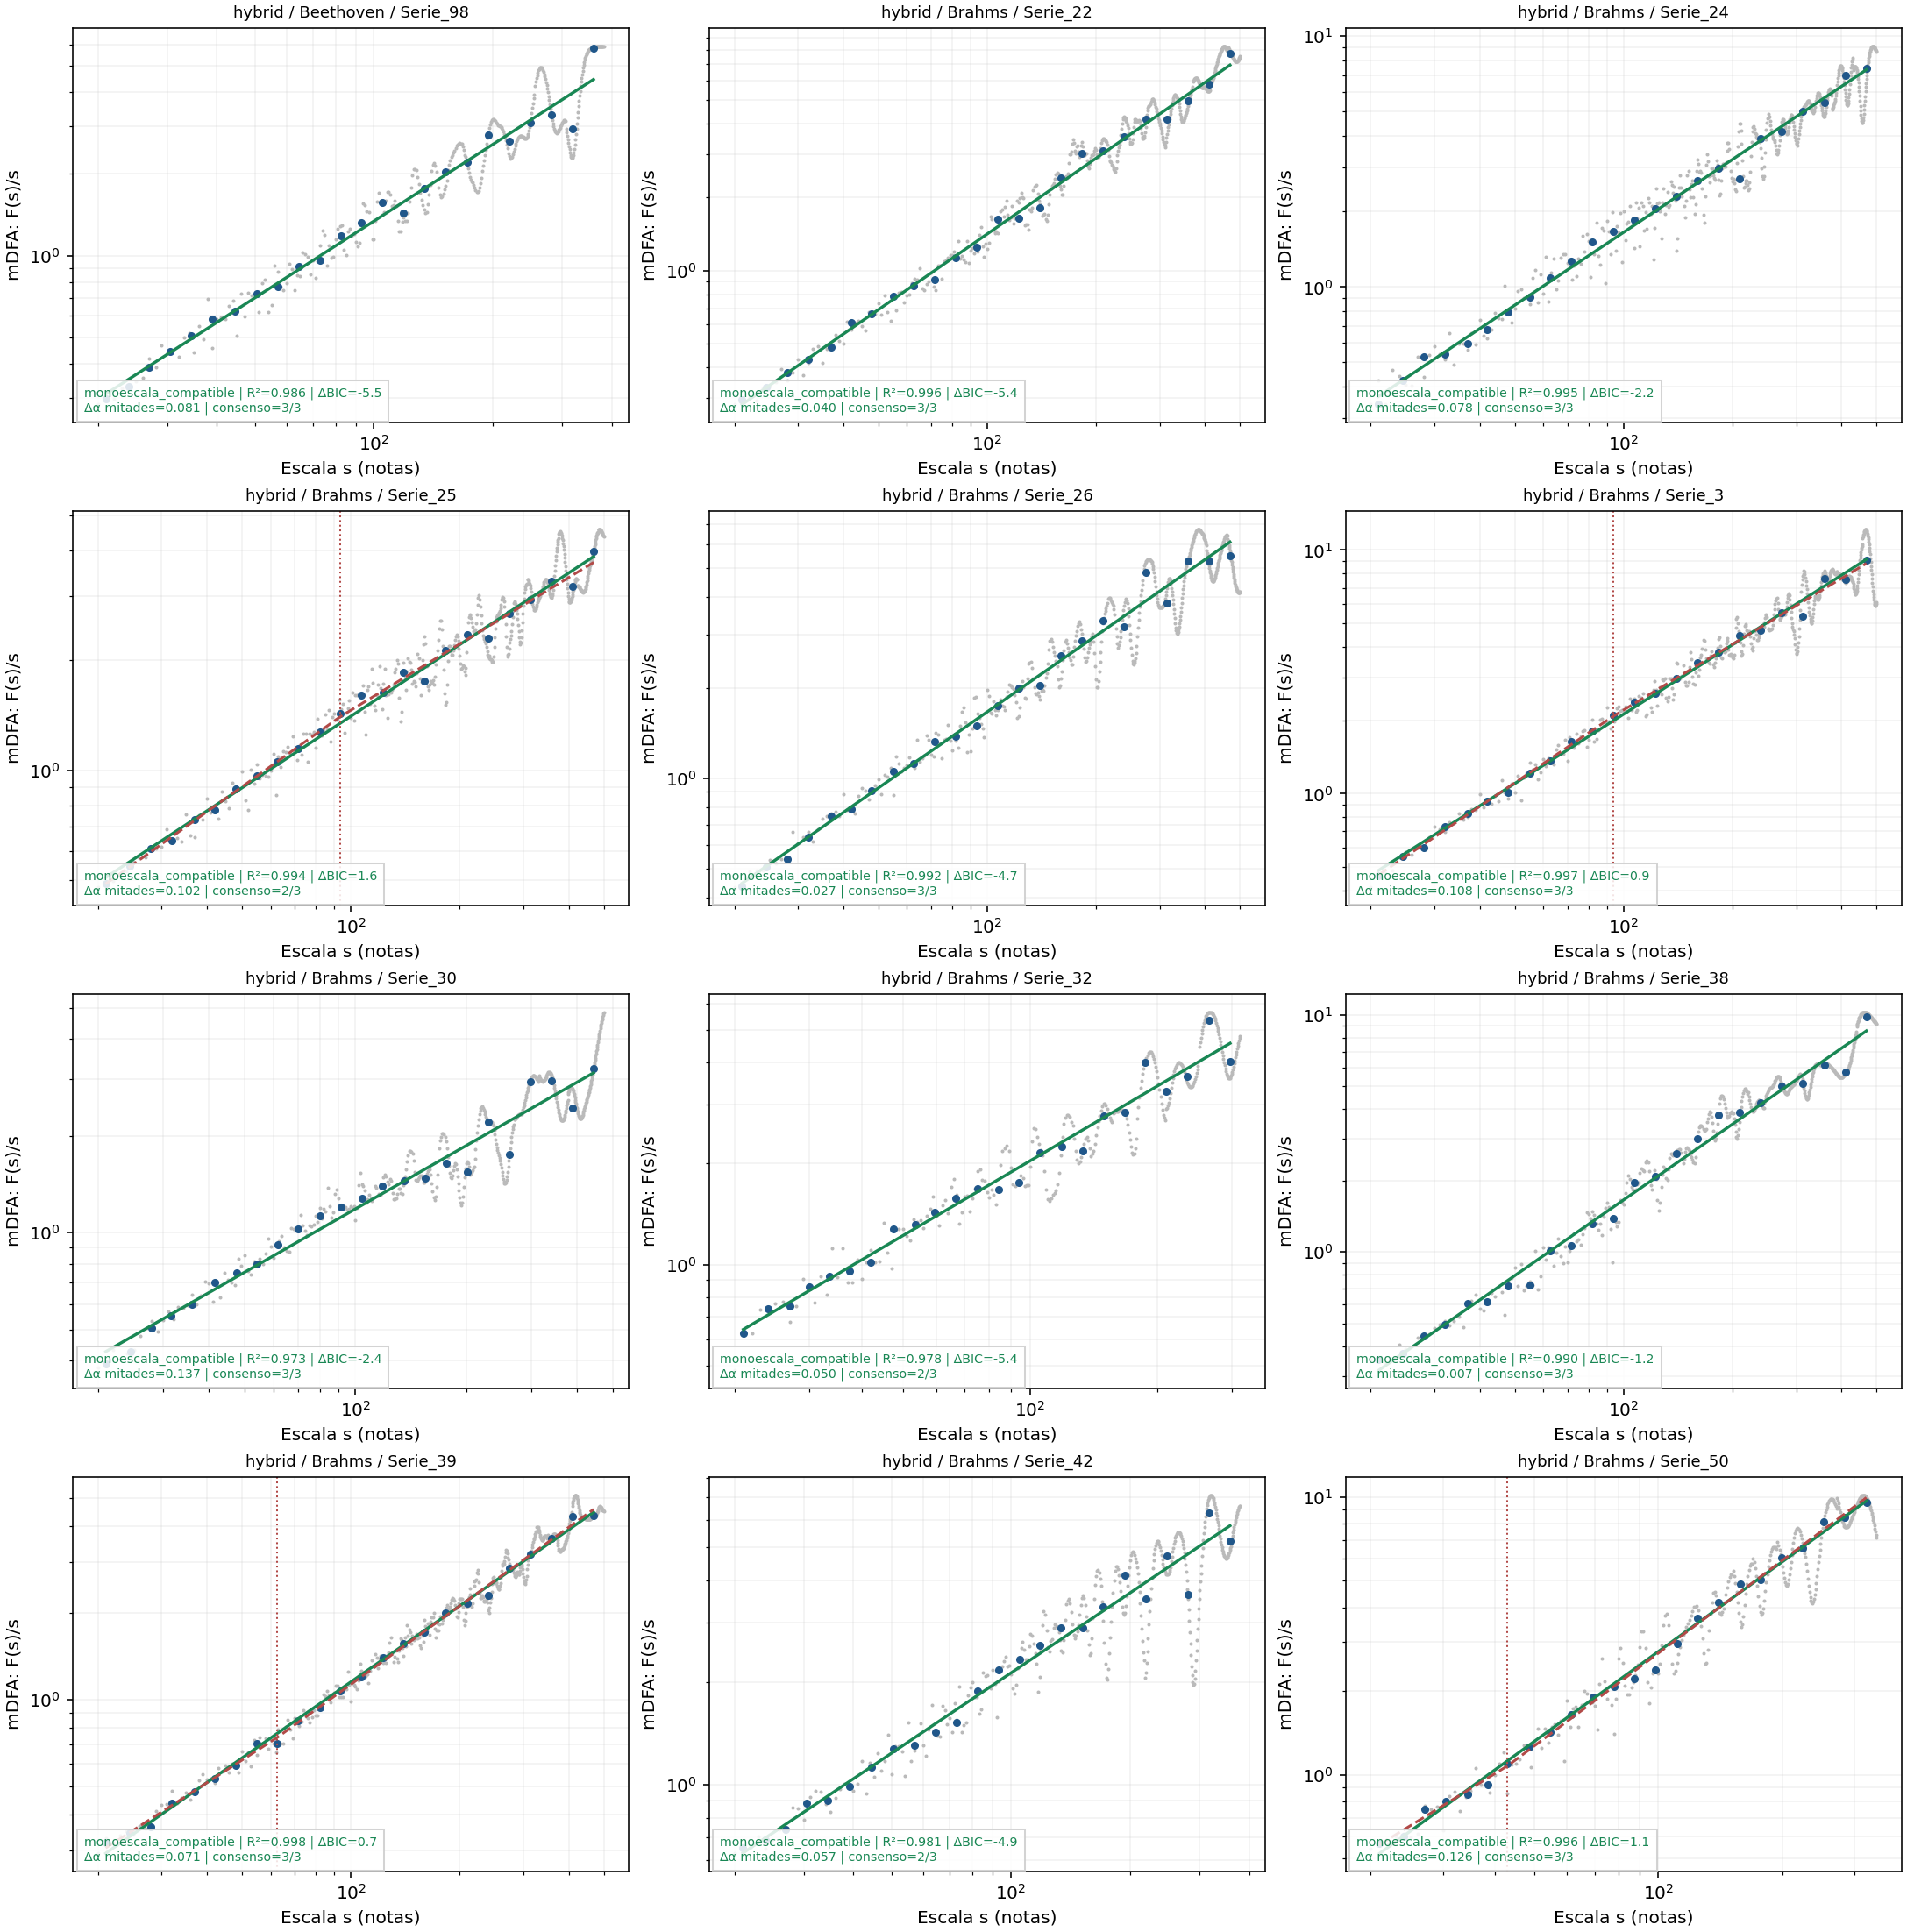 hybrid / Beethoven / Serie_98
mDFA: F(s)/s
10⁰
monoescala_compatible | R²=0.986 | ΔBIC=-5.5
Δα mitades=0.081 | consenso=3/3
10²
Escala s (notas)
hybrid / Brahms / Serie_22
mDFA: F(s)/s
10⁰
monoescala_compatible | R²=0.996 | ΔBIC=-5.4
Δα mitades=0.040 | consenso=3/3
10²
Escala s (notas)
hybrid / Brahms / Serie_24
mDFA: F(s)/s
10¹
10⁰
monoescala_compatible | R²=0.995 | ΔBIC=-2.2
Δα mitades=0.078 | consenso=3/3
10²
Escala s (notas)
hybrid / Brahms / Serie_25
mDFA: F(s)/s
10⁰
monoescala_compatible | R²=0.994 | ΔBIC=1.6
Δα mitades=0.102 | consenso=2/3
10²
Escala s (notas)
hybrid / Brahms / Serie_26
mDFA: F(s)/s
10⁰
monoescala_compatible | R²=0.992 | ΔBIC=-4.7
Δα mitades=0.027 | consenso=3/3
10²
Escala s (notas)
hybrid / Brahms / Serie_3
mDFA: F(s)/s
10¹
10⁰
monoescala_compatible | R²=0.997 | ΔBIC=0.9
Δα mitades=0.108 | consenso=3/3
10²
Escala s (notas)
hybrid / Brahms / Serie_30
mDFA: F(s)/s
10⁰
monoescala_compatible | R²=0.973 | ΔBIC=-2.4
Δα mitades=0.137 | consenso=3/3
10²
Escala s (notas)
hybrid / Brahms / Serie_32
mDFA: F(s)/s
10⁰
monoescala_compatible | R²=0.978 | ΔBIC=-5.4
Δα mitades=0.050 | consenso=2/3
10²
Escala s (notas)
hybrid / Brahms / Serie_38
mDFA: F(s)/s
10¹
10⁰
monoescala_compatible | R²=0.990 | ΔBIC=-1.2
Δα mitades=0.007 | consenso=3/3
10²
Escala s (notas)
hybrid / Brahms / Serie_39
mDFA: F(s)/s
10⁰
monoescala_compatible | R²=0.998 | ΔBIC=0.7
Δα mitades=0.071 | consenso=3/3
10²
Escala s (notas)
hybrid / Brahms / Serie_42
mDFA: F(s)/s
10⁰
monoescala_compatible | R²=0.981 | ΔBIC=-4.9
Δα mitades=0.057 | consenso=2/3
10²
Escala s (notas)
hybrid / Brahms / Serie_50
mDFA: F(s)/s
10¹
10⁰
monoescala_compatible | R²=0.996 | ΔBIC=1.1
Δα mitades=0.126 | consenso=3/3
10²
Escala s (notas)